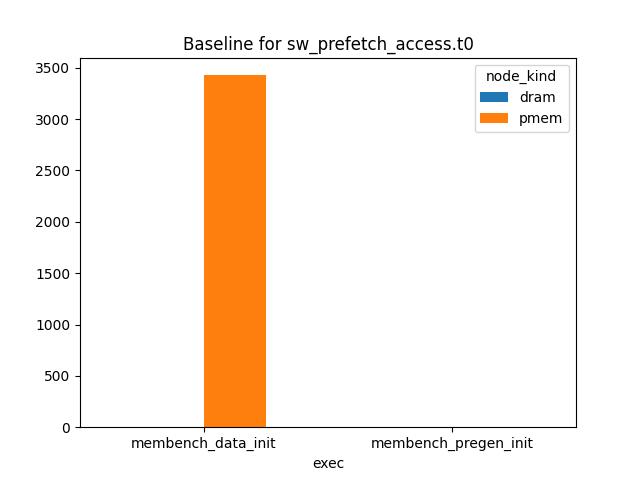 Baseline for sw_prefetch_access.t0
3500
3000
2500
2000
1500
1000
500
0
node_kind
dram
pmem
membench_data_init
membench_pregen_init
exec